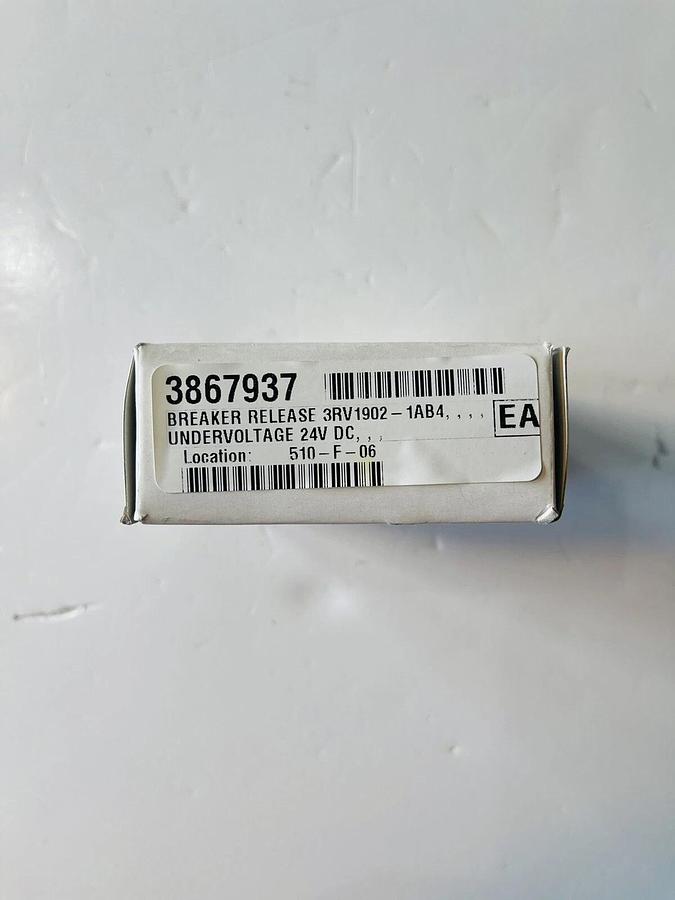 3867937
BREAKER RELEASE 3RV1902-1AB4, , , ,
EA
UNDERVOLTAGE 24V DC, , ,
Location: 510-F-06